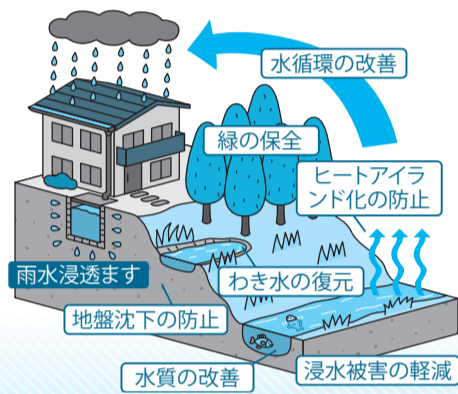 水循環の改善
緑の保全
ヒートアイラ
ンド化の防止
雨水浸透ます
わき水の復元
地盤沈下の防止
水質の改善
浸水被害の軽減